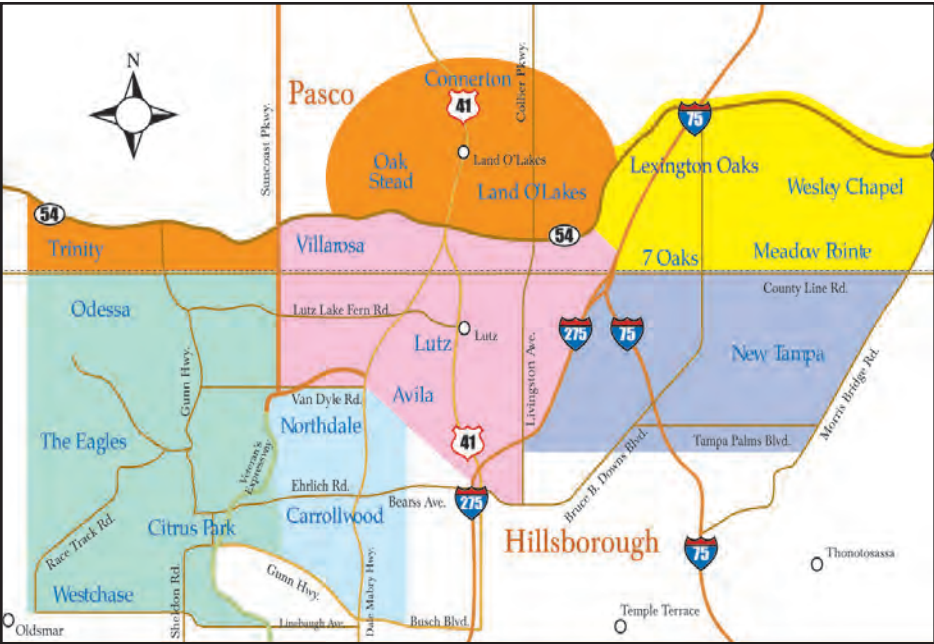 N
Pasco
Suncoast Pkwy.
Connerton
41
Collier Pkwy.
75
Land O'Lakes
Oak
Stead
Land O'Lakes
Lexington Oaks
Wesley Chapel
54
54
Trinity
Villarosa
7 Oaks
Meadow Pointe
County Line Rd.
Odessa
Lutz Lake Fern Rd.
Lutz
Lutz
275
75
New Tampa
Gunn Hwy.
Livingston Ave.
Morris Bridge Rd.
Van Dyle Rd.
Avila
Northdale
The Eagles
Veteran's
Expressway
41
Tampa Palms Blvd.
Bruce B. Downs Blvd.
Ehrlich Rd.
Bearss Ave.
275
Race Track Rd.
Citrus Park
Carrollwood
Hillsborough
75
Thonotosassa
Gunn Hwy.
Sheldon Rd.
Dale Mabry Hwy.
Westchase
Oldsmar
Linebaugh Ave.
Busch Blvd.
Temple Terrace